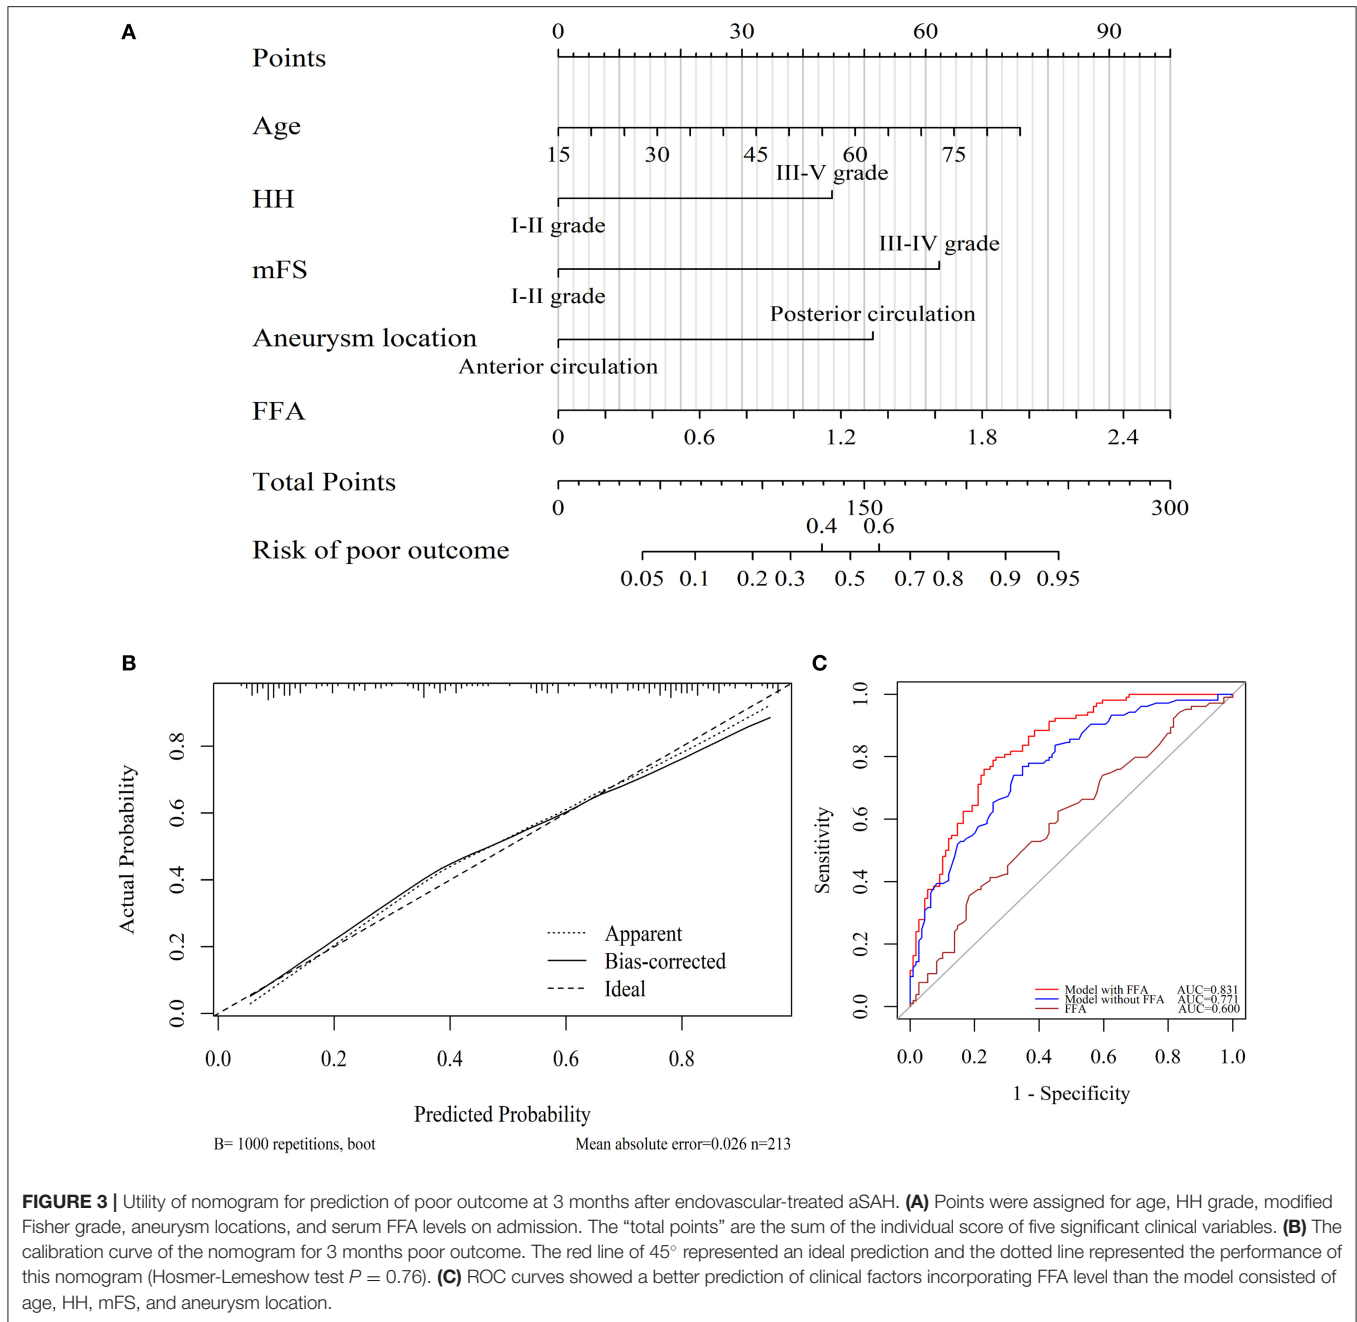 A
0 30 60 90
Points
Age
15 30 45 60 75
III-V grade
HH
I-II grade
III-IV grade
mFS
I-II grade
Posterior circulation
Aneurysm location
Anterior circulation
FFA
0 0.6 1.2 1.8 2.4
Total Points
0 150 300
0.4 0.6
Risk of poor outcome
0.05 0.1 0.2 0.3 0.5 0.7 0.8 0.9 0.95
B
Actual Probability
0.8
0.6
0.4
0.2
0.0
Apparent
Bias-corrected
Ideal
0.0 0.2 0.4 0.6 0.8
Predicted Probability
B= 1000 repetitions, boot
Mean absolute error=0.026 n=213
C
Sensitivity
1.0
0.8
0.6
0.4
0.2
0.0
Model with FFA AUC=0.831
Model without FFA AUC=0.771
FFA AUC=0.600
0.0 0.2 0.4 0.6 0.8 1.0
1 - Specificity
FIGURE 3 | Utility of nomogram for prediction of poor outcome at 3 months after endovascular-treated aSAH. (A) Points were assigned for age, HH grade, modified
Fisher grade, aneurysm locations, and serum FFA levels on admission. The “total points” are the sum of the individual score of five significant clinical variables. (B) The
calibration curve of the nomogram for 3 months poor outcome. The red line of 45° represented an ideal prediction and the dotted line represented the performance of
this nomogram (Hosmer-Lemeshow test P = 0.76). (C) ROC curves showed a better prediction of clinical factors incorporating FFA level than the model consisted of
age, HH, mFS, and aneurysm location.